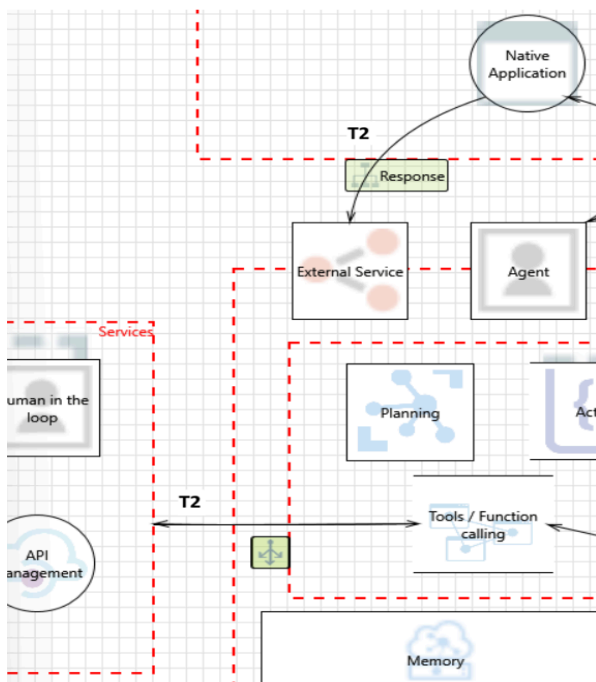 Native
Application
T2
Response
External Service
Agent
Services
uman in the
loop
Planning
Act
T2
Tools / Function
calling
API
anagement
Memory